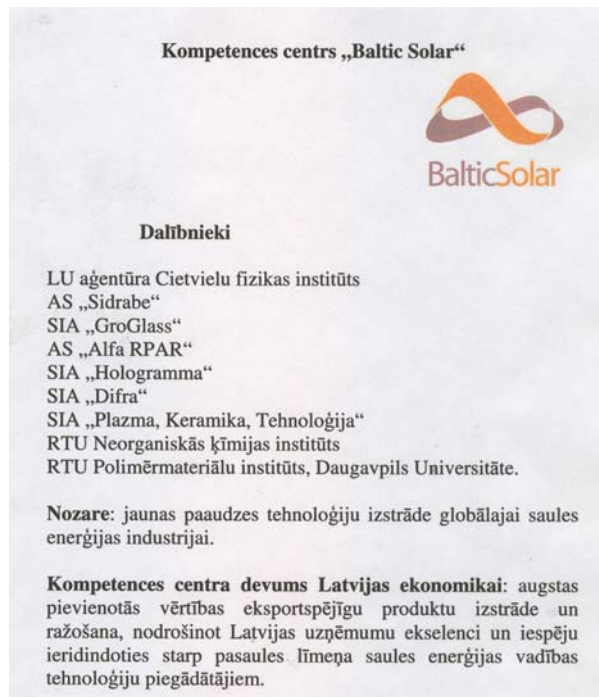 Kompetences centrs „Baltic Solar“
BalticSolar
Dalībnieki
LU aģentūra Cietvielu fizikas institūts
AS „Sidrabe“
SIA „GroGlass“
AS „Alfa RPAR“
SIA „Hologramma“
SIA „Difra“
SIA „Plazma, Keramika, Tehnoloģija“
RTU Neorganiskās ķīmijas institūts
RTU Polimērmateriālu institūts, Daugavpils Universitāte.
Nozare: jaunas paaudzes tehnoloģiju izstrāde globālajai saules
enerģijas industrijai.
Kompetences centra devums Latvijas ekonomikai: augstas
pievienotās vērtības eksportspējīgu produktu izstrāde un
ražošana, nodrošinot Latvijas uzņēmumu ekselenci un iespēju
ierindoties starp pasaules līmeņa saules enerģijas vadības
tehnoloģiju piegādātājiem.